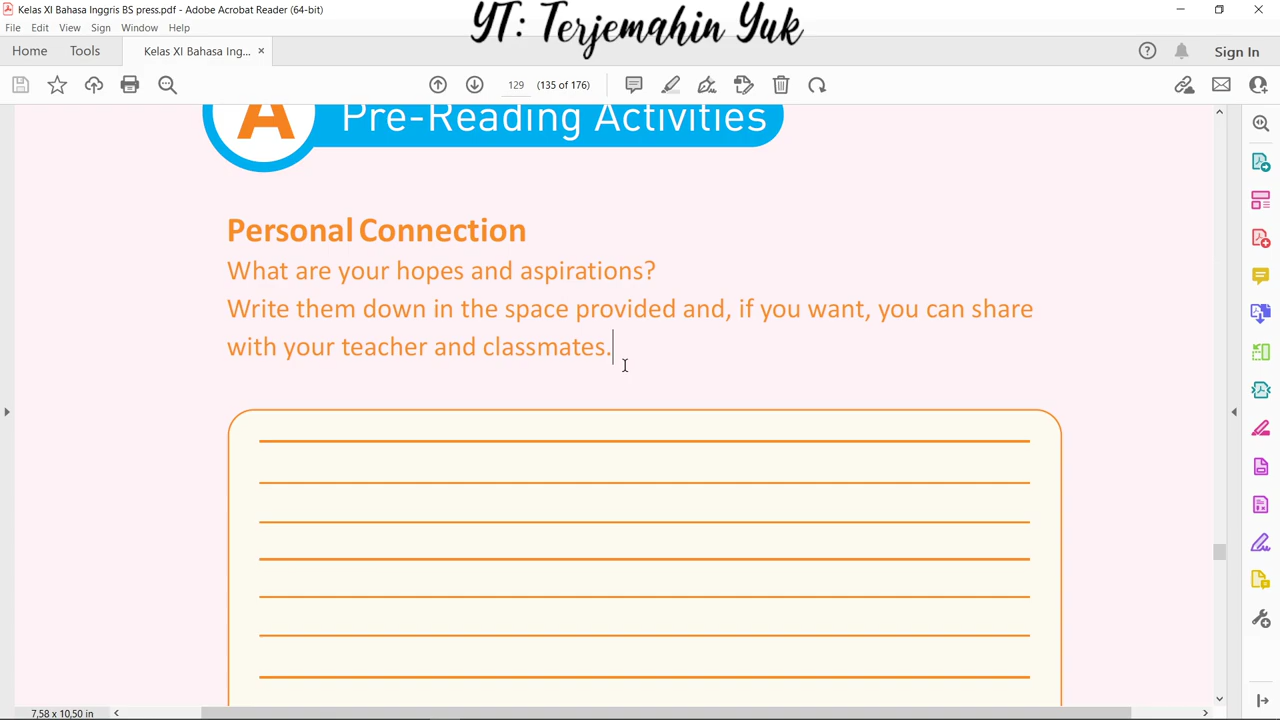 Kelas XI Bahasa Inggris BS press.pdf - Adobe Acrobat Reader (64-bit)
YT: Terjemahin Yuk
File Edit View Sign Window Help
Home Tools Kelas XI Bahasa Ing... × Sign In
129 (135 of 176)
A Pre-Reading Activities
Personal Connection
What are your hopes and aspirations?
Write them down in the space provided and, if you want, you can share
with your teacher and classmates.
7,58 x 10,50 in